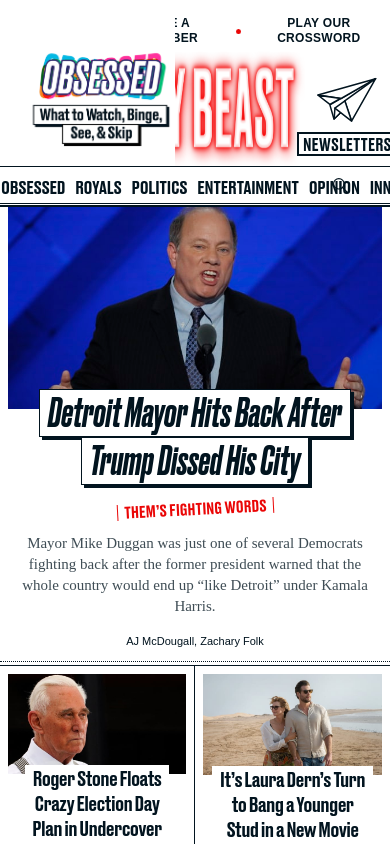 PLAY OUR
CROSSWORD
OBSESSED
What to Watch, Binge,
See, & Skip
BEAST
NEWSLETTERS
OBSESSED ROYALS POLITICS ENTERTAINMENT OPINION INN
Detroit Mayor Hits Back After
Trump Dissed His City
THEM'S FIGHTING WORDS
Mayor Mike Duggan was just one of several Democrats
fighting back after the former president warned that the
whole country would end up “like Detroit” under Kamala
Harris.
AJ McDougall, Zachary Folk
Roger Stone Floats
Crazy Election Day
Plan in Undercover
It’s Laura Dern’s Turn
to Bang a Younger
Stud in a New Movie